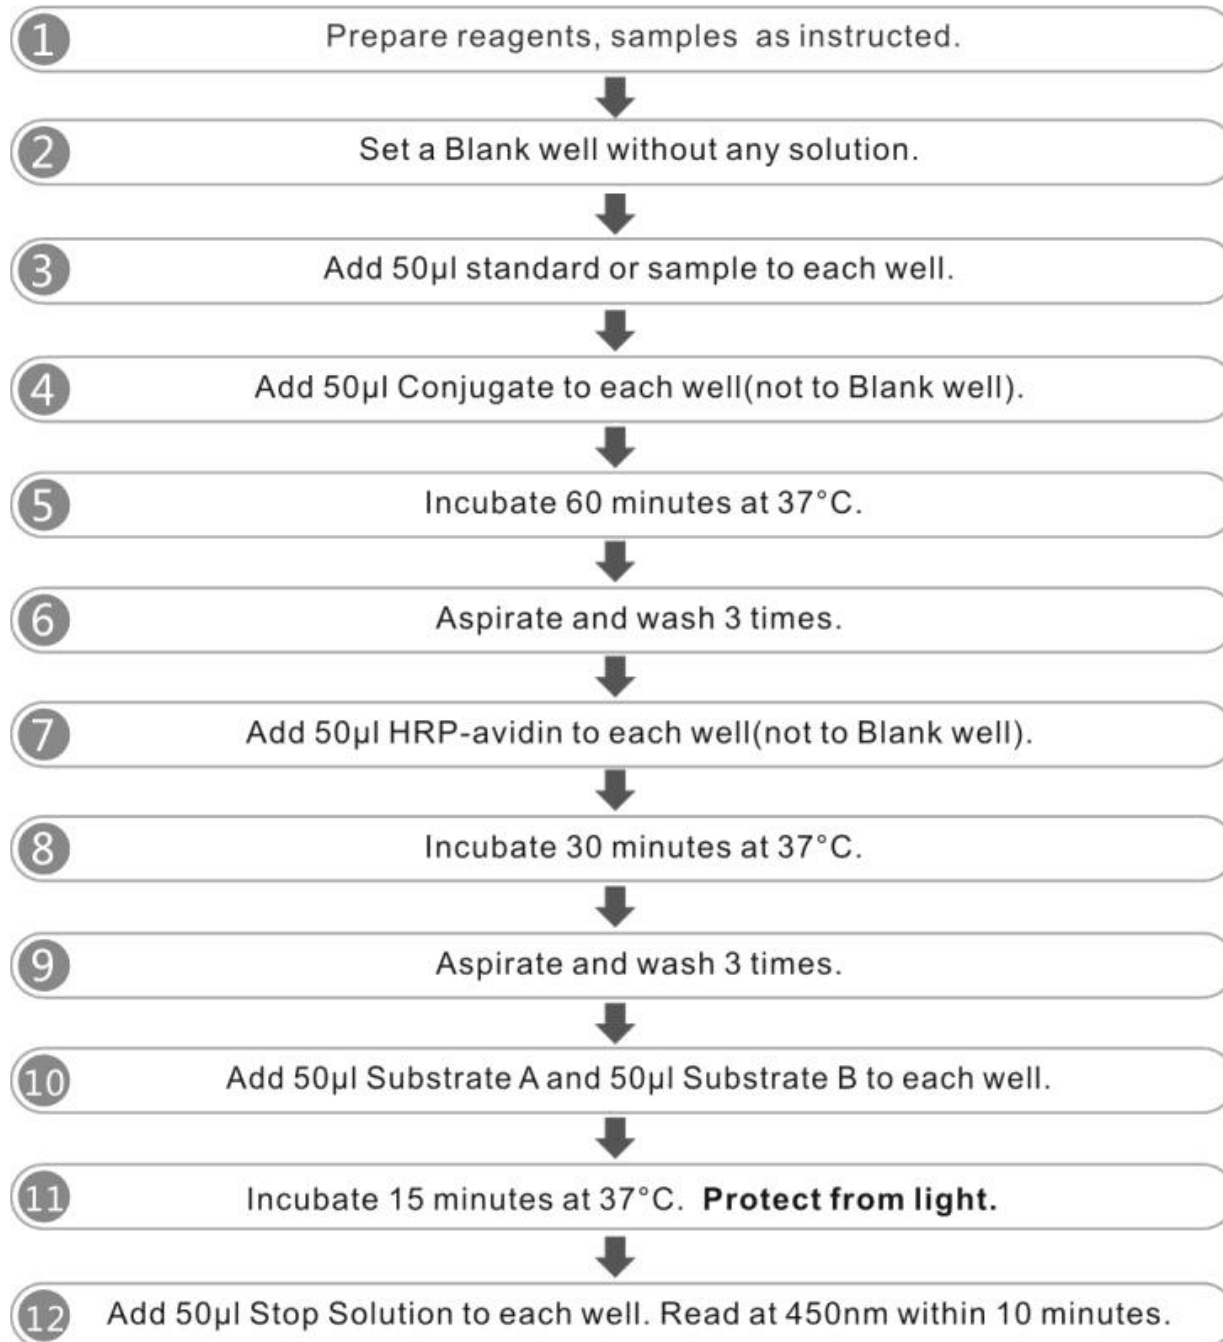 1 Prepare reagents, samples as instructed.
2 Set a Blank well without any solution.
3 Add 50µl standard or sample to each well.
4 Add 50µl Conjugate to each well(not to Blank well).
5 Incubate 60 minutes at 37°C.
6 Aspirate and wash 3 times.
7 Add 50µl HRP-avidin to each well(not to Blank well).
8 Incubate 30 minutes at 37°C.
9 Aspirate and wash 3 times.
10 Add 50µl Substrate A and 50µl Substrate B to each well.
11 Incubate 15 minutes at 37°C. Protect from light.
12 Add 50µl Stop Solution to each well. Read at 450nm within 10 minutes.